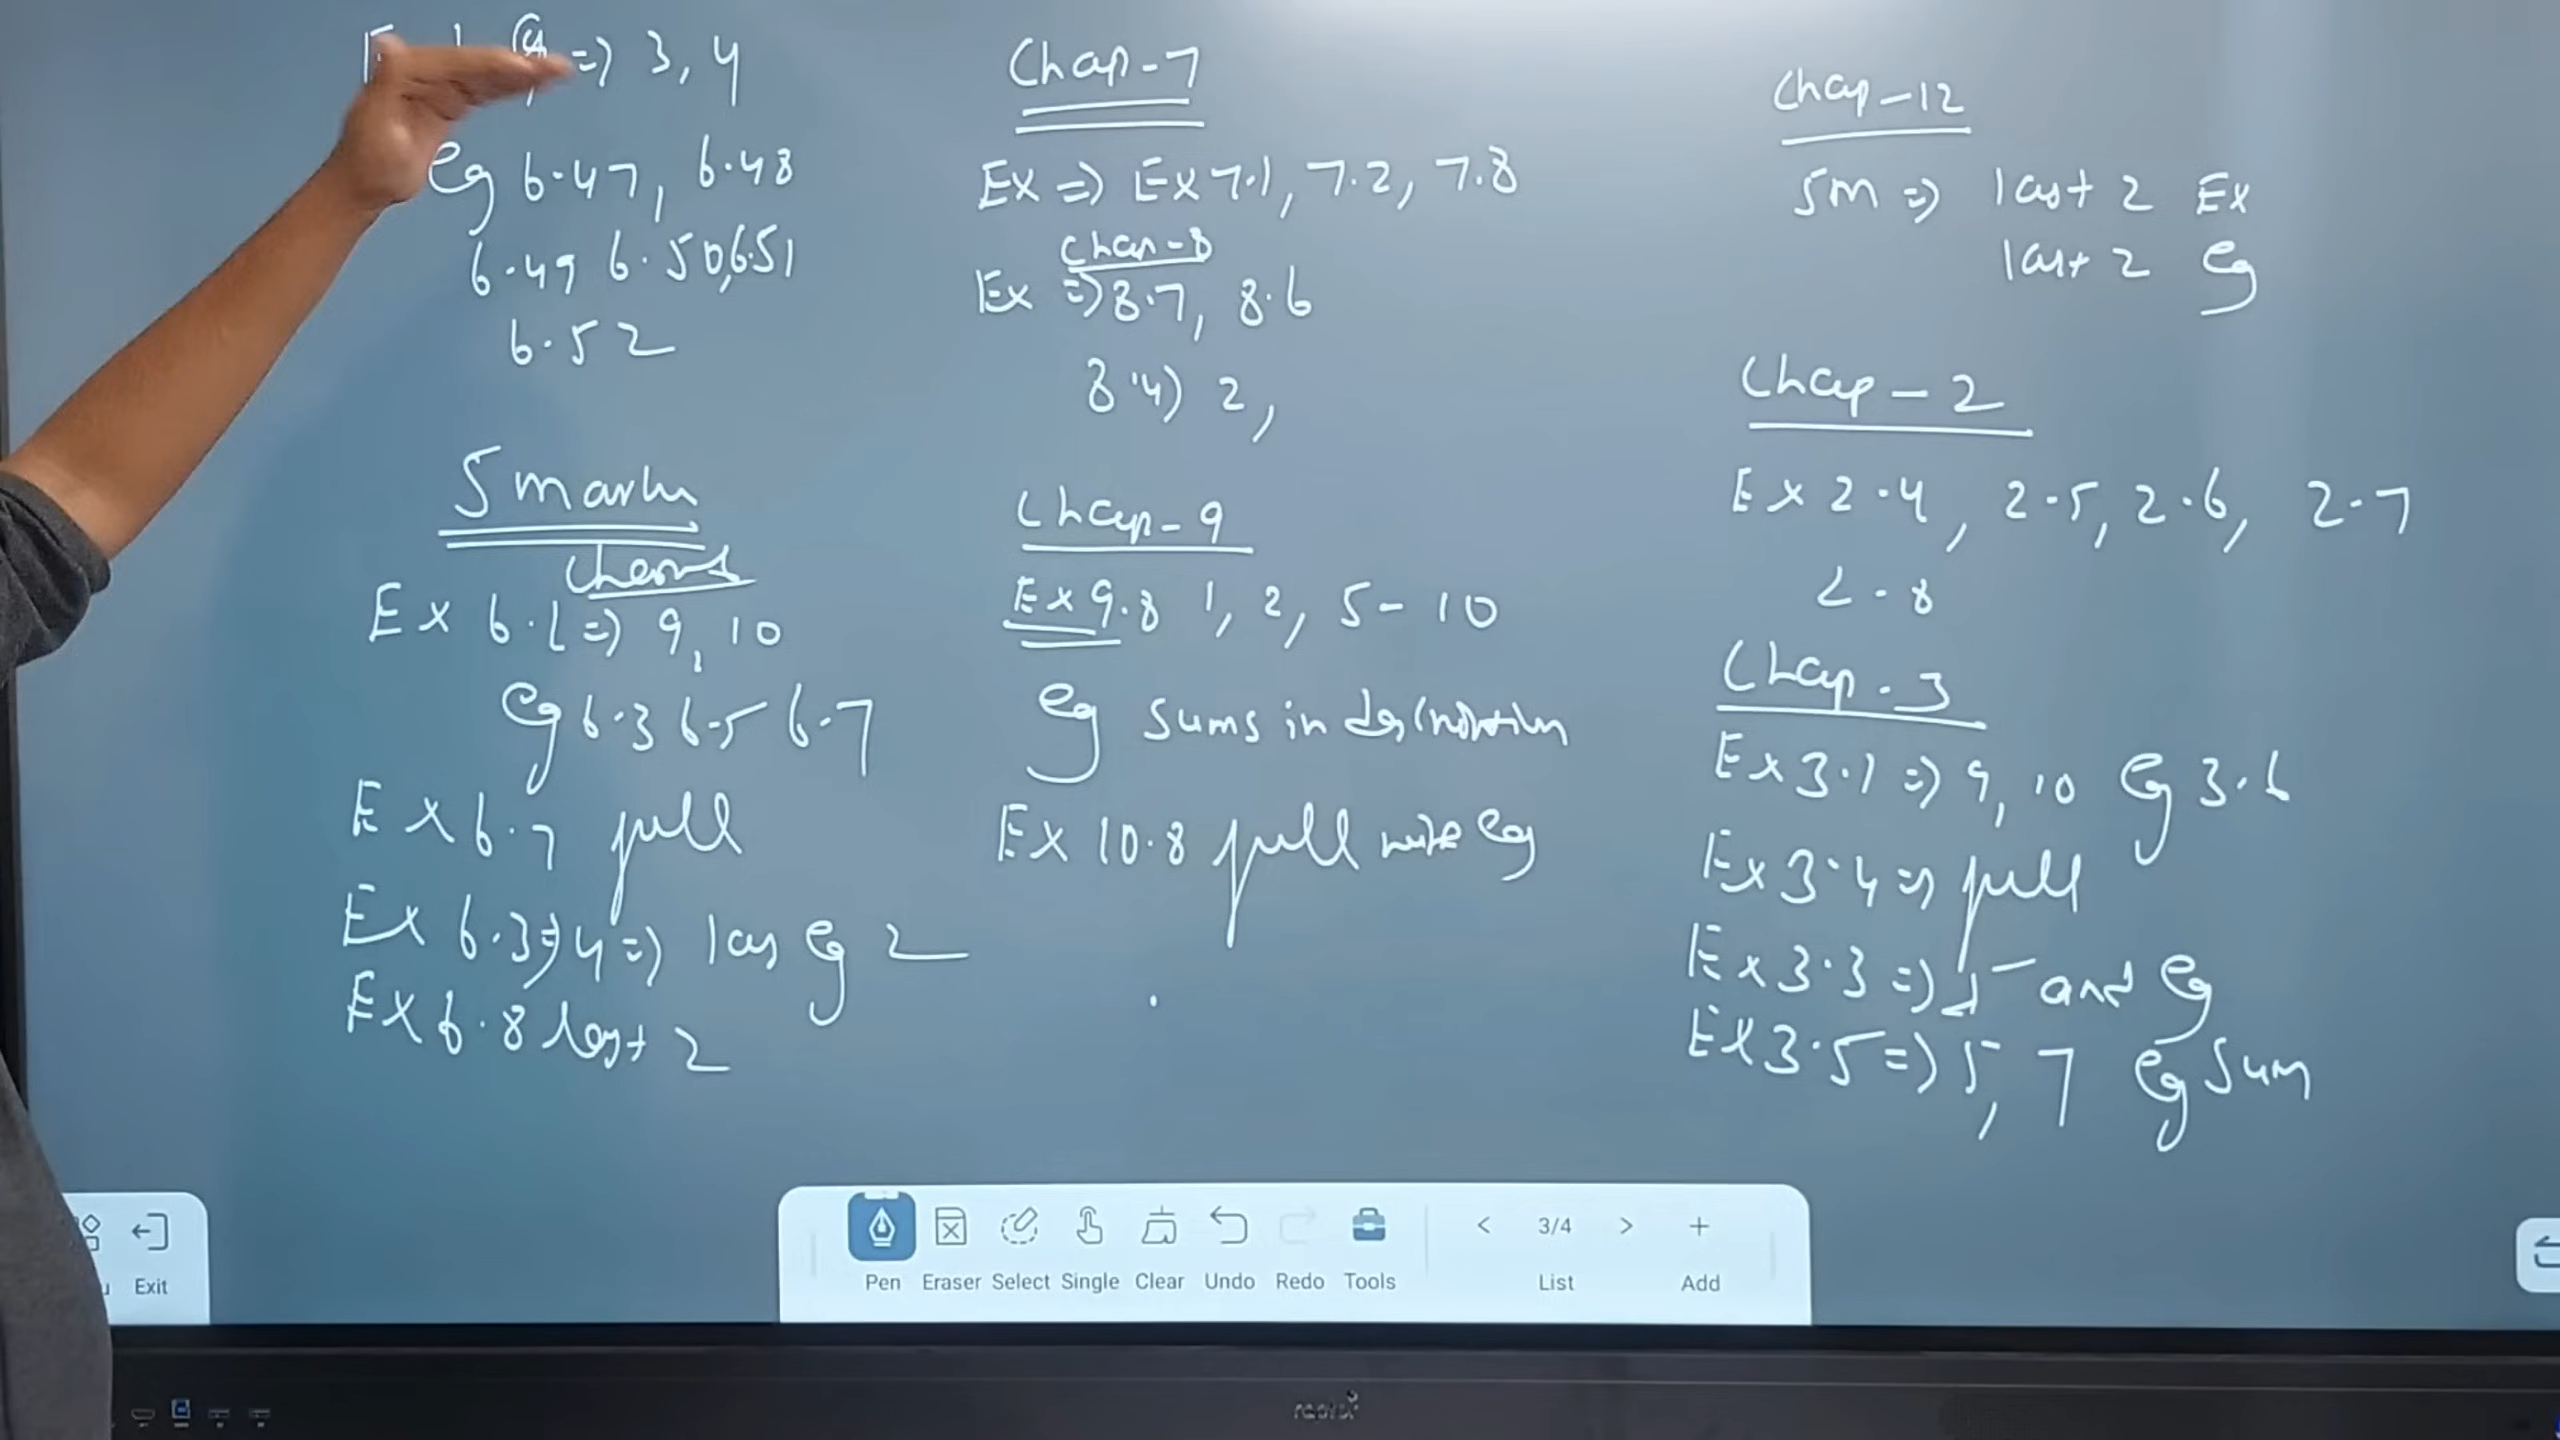 => 3, 4
eg 6.47, 6.48
6.49 6.50, 6.51
6.52
5 marks
Ex 6.1 => 9, 10
eg 6.3 6.5 6.7
Ex 6.7 full
Ex 6.3 => 4 => las eg 2
Ex 6.8 last 2
Chap-7
Ex => Ex 7.1, 7.2, 7.8
Chap-8
Ex => 8.7, 8.6
8.4) 2,
Chap-9
Ex 9.8 1, 2, 5-10
eg sums in
Ex 10.8 full with eg
Chap-12
5m => last 2 Ex
last 2 eg
Chap-2
Ex 2.4, 2.5, 2.6, 2.7
2.8
Chap-3
Ex 3.1 => 9, 10 eg 3.6
Ex 3.4 => full
Ex 3.3 => and eg
Ex 3.5 => 5, 7 eg sum
Exit
Pen Eraser Select Single Clear Undo Redo Tools
< 3/4 > +
List Add